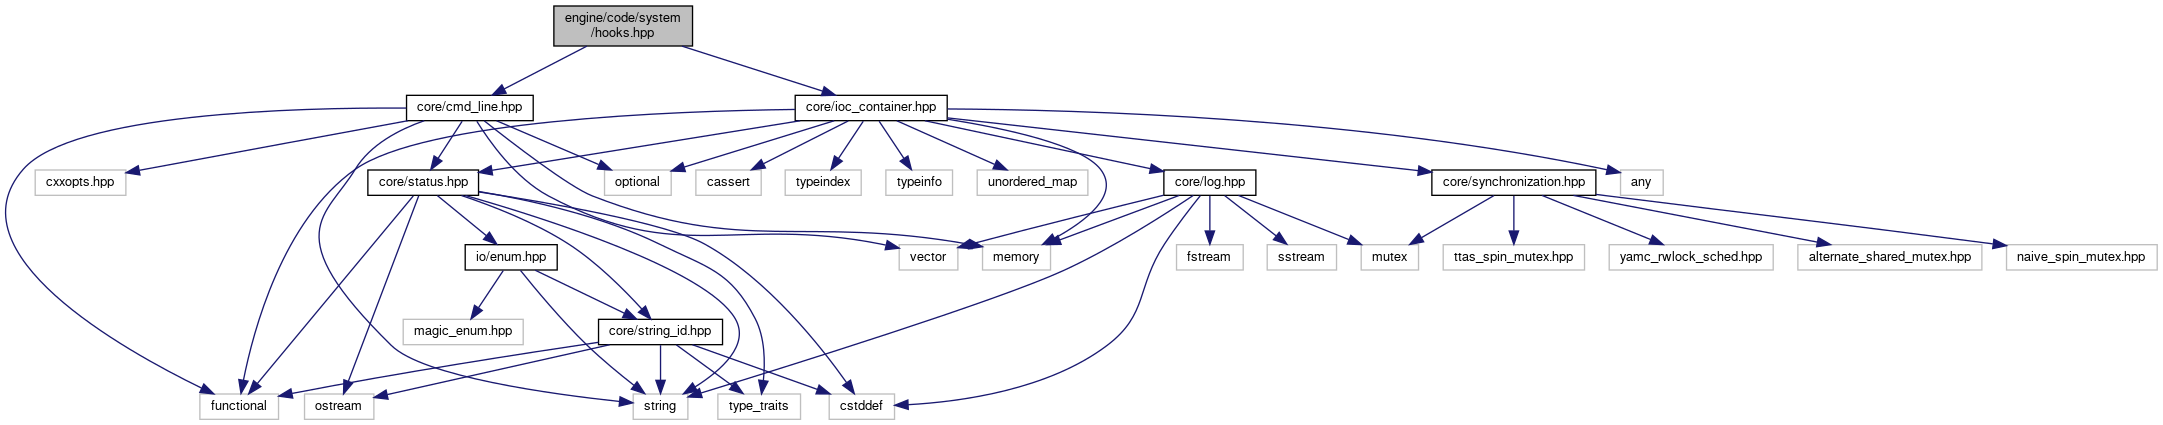 engine/code/system
/hooks.hpp
core/cmd_line.hpp
core/ioc_container.hpp
cxxopts.hpp
core/status.hpp
optional
cassert
typeindex
typeinfo
unordered_map
core/log.hpp
core/synchronization.hpp
any
io/enum.hpp
vector
memory
fstream
sstream
mutex
ttas_spin_mutex.hpp
yamc_rwlock_sched.hpp
alternate_shared_mutex.hpp
naive_spin_mutex.hpp
magic_enum.hpp
core/string_id.hpp
functional
ostream
string
type_traits
cstddef